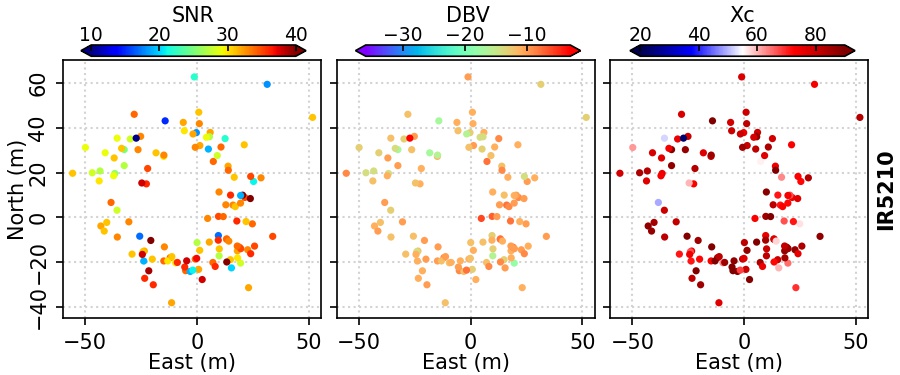 SNR DBV Xc
10 20 30 40 −30 −20 −10 20 40 60 80
60
40
20
0
−20
−40
North (m)
−50 0 50 −50 0 50 −50 0 50
East (m) East (m) East (m)
IR5210